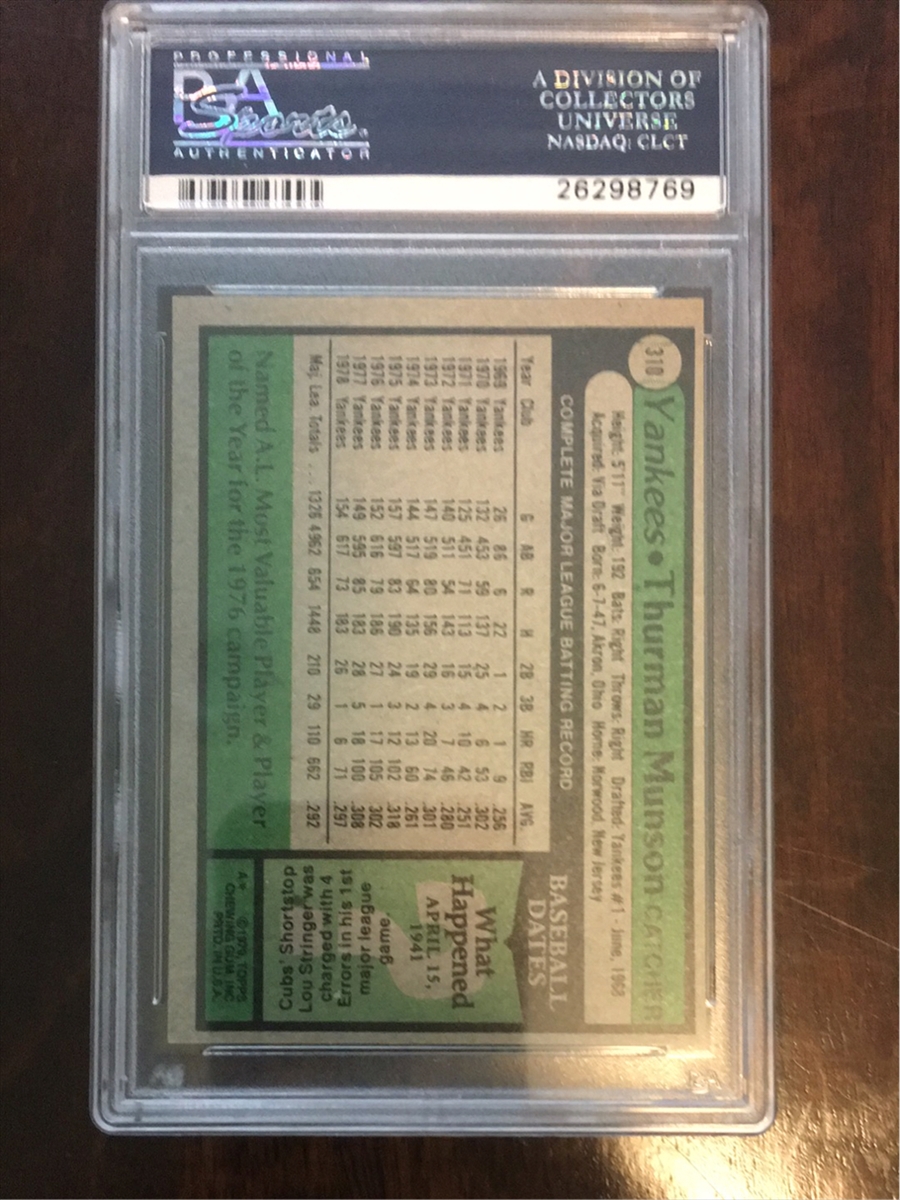 PROFESSIONAL
PSA
Sports
AUTHENTICATOR
A DIVISION OF
COLLECTORS
UNIVERSE
NASDAQ: CLCT
26298769
310
Yankees • Thurman Munson CATCHER
Height: 5'11" Weight: 192 Bats: Right Throws: Right Drafted: Yankees #1 - June, 1968
Acquired: Via Draft Born: 6-7-47, Akron, Ohio Home: Norwood, New Jersey
COMPLETE MAJOR LEAGUE BATTING RECORD
Year Club G AB R H 2B 3B HR RBI AVG.
1969 Yankees 26 86 6 22 1 2 1 9 .256
1970 Yankees 132 453 59 137 25 4 6 53 .302
1971 Yankees 125 451 71 113 15 4 10 42 .251
1972 Yankees 140 511 54 143 16 3 7 46 .280
1973 Yankees 147 519 80 156 29 4 20 74 .301
1974 Yankees 144 517 64 135 19 2 13 60 .261
1975 Yankees 157 597 83 190 24 3 12 102 .318
1976 Yankees 152 616 79 186 27 1 17 105 .302
1977 Yankees 149 595 85 183 28 5 18 100 .308
1978 Yankees 154 617 73 183 26 1 6 71 .297
Maj. Lea. Totals ... 1326 4962 654 1448 210 29 110 662 .292
Named A.L. Most Valuable Player & Player
of the Year for the 1976 campaign.
BASEBALL
DATES
What
Happened
APRIL 15,
1941
Cubs' Shortstop
Lou Stringer was
charged with 4
Errors in his 1st
major league
game.
A★ ©1979, TOPPS
CHEWING GUM, INC.
PRTD. IN U.S.A.